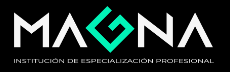 MAGNA
INSTITUCIÓN DE ESPECIALIZACIÓN PROFESIONAL